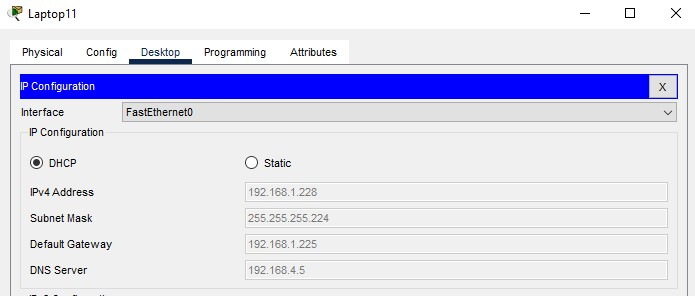 Laptop11
Physical Config Desktop Programming Attributes
IP Configuration X
Interface FastEthernet0
IP Configuration
DHCP Static
IPv4 Address 192.168.1.228
Subnet Mask 255.255.255.224
Default Gateway 192.168.1.225
DNS Server 192.168.4.5